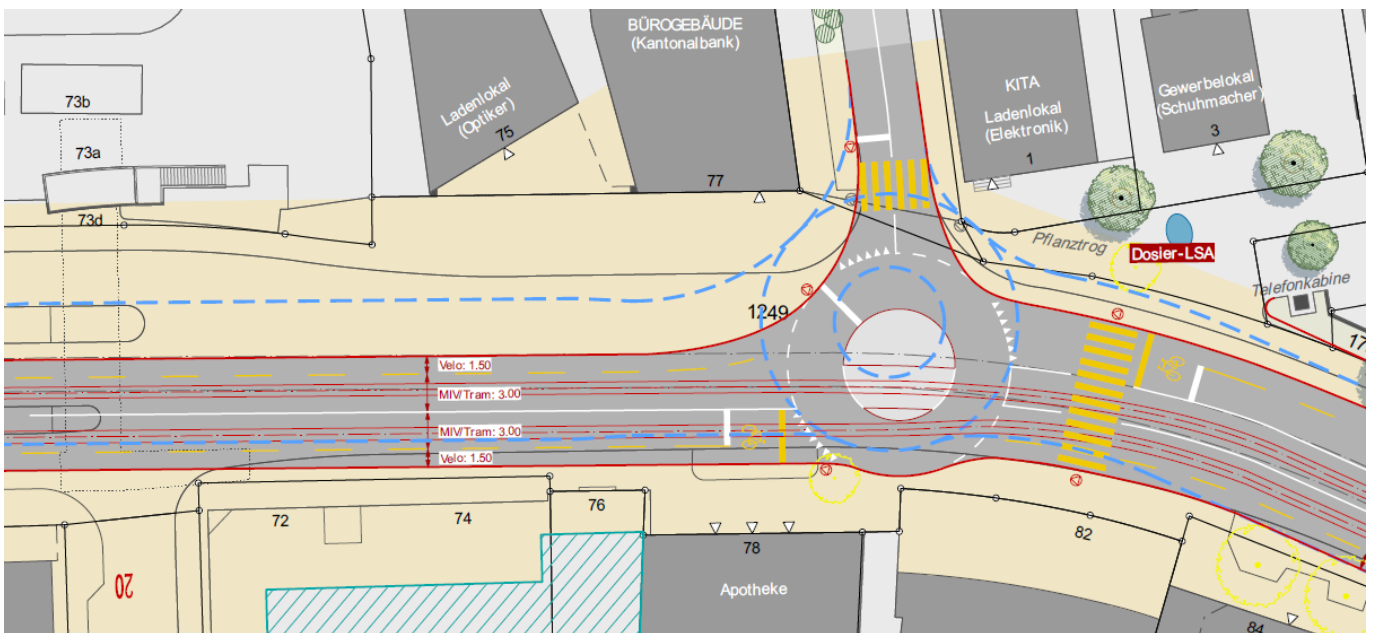 BÜROGEBÄUDE
(Kantonalbank)
73b
Ladenlokal
(Optiker)
75
KITA
Ladenlokal
(Elektronik)
1
Gewerbelokal
(Schuhmacher)
3
73a
77
73d
Pflanztrog
Dosier-LSA
Telefonkabine
1249
17
Velo: 1.50
MIV/Tram: 3.00
MIV/Tram: 3.00
Velo: 1.50
72
74
76
78
82
20
Apotheke
84